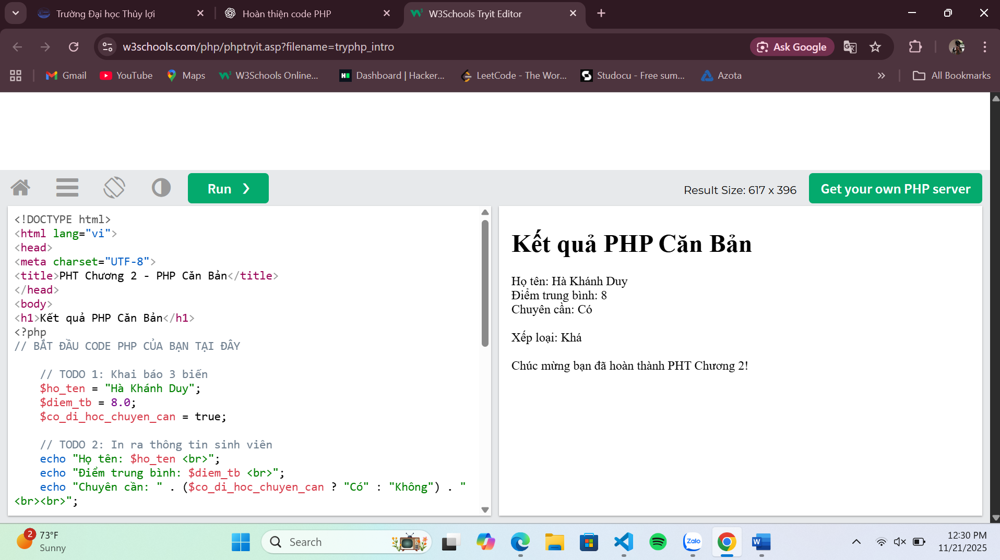 Trường Đại học Thủy lợi
Hoàn thiện code PHP
W3Schools Tryit Editor
w3schools.com/php/phptryit.asp?filename=tryphp_intro
Ask Google
Gmail
YouTube
Maps
W3Schools Online...
Dashboard | Hacker...
LeetCode - The Wor...
Studocu - Free sum...
Azota
All Bookmarks
Run ❯
Result Size: 617 x 396
Get your own PHP server
<!DOCTYPE html>
<html lang="vi">
<head>
<meta charset="UTF-8">
<title>PHT Chương 2 - PHP Căn Bản</title>
</head>
<body>
<h1>Kết quả PHP Căn Bản</h1>
<?php
// BẮT ĐẦU CODE PHP CỦA BẠN TẠI ĐÂY
// TODO 1: Khai báo 3 biến
$ho_ten = "Hà Khánh Duy";
$diem_tb = 8.0;
$co_di_hoc_chuyen_can = true;
// TODO 2: In ra thông tin sinh viên
echo "Họ tên: $ho_ten <br>";
echo "Điểm trung bình: $diem_tb <br>";
echo "Chuyên cần: " . ($co_di_hoc_chuyen_can ? "Có" : "Không") . "
<br><br>";
Kết quả PHP Căn Bản
Họ tên: Hà Khánh Duy
Điểm trung bình: 8
Chuyên cần: Có
Xếp loại: Khá
Chúc mừng bạn đã hoàn thành PHT Chương 2!
2
73°F
Sunny
Search
Zalo
W
12:30 PM
11/21/2025